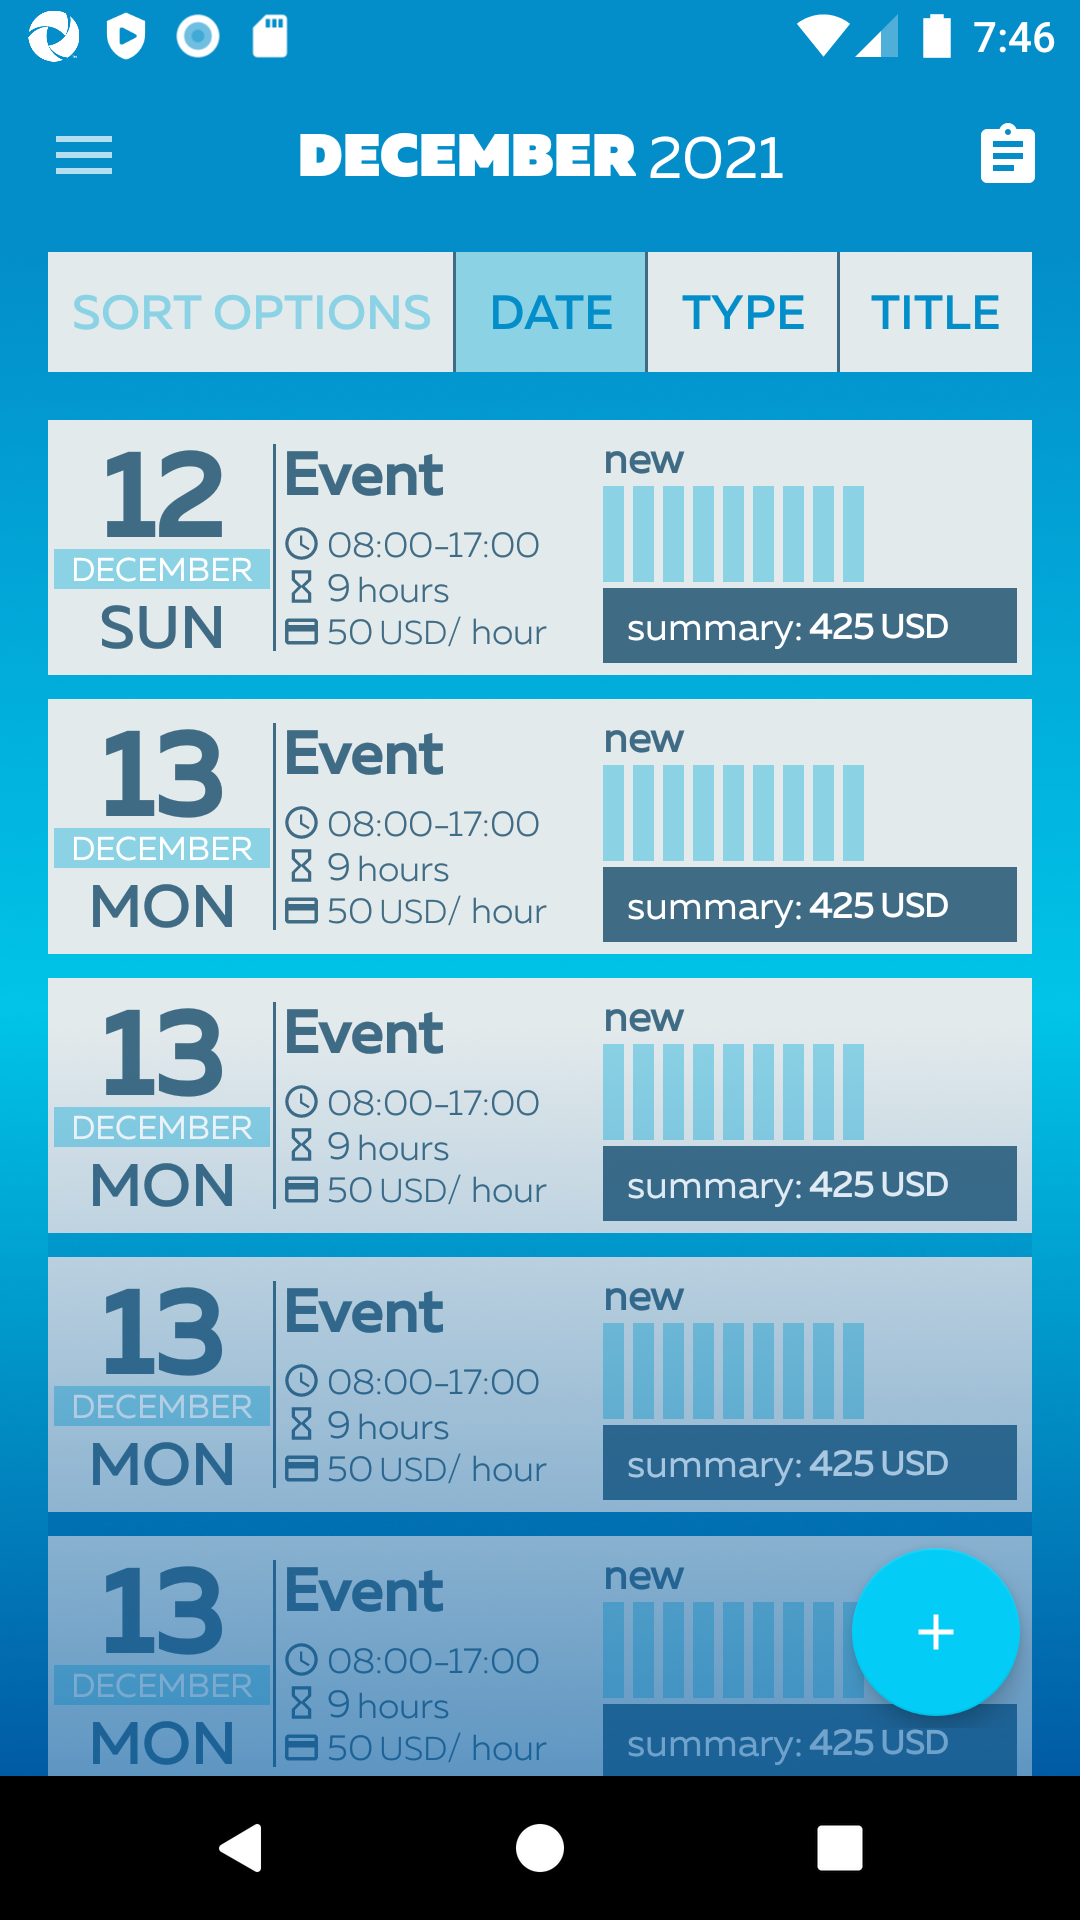 7:46
DECEMBER 2021
SORT OPTIONS DATE TYPE TITLE
12
DECEMBER
SUN
Event
08:00-17:00
9 hours
50 USD/ hour
new
summary: 425 USD
13
DECEMBER
MON
Event
08:00-17:00
9 hours
50 USD/ hour
new
summary: 425 USD
13
DECEMBER
MON
Event
08:00-17:00
9 hours
50 USD/ hour
new
summary: 425 USD
13
DECEMBER
MON
Event
08:00-17:00
9 hours
50 USD/ hour
new
summary: 425 USD
13
DECEMBER
MON
Event
08:00-17:00
9 hours
50 USD/ hour
new
summary: 425 USD